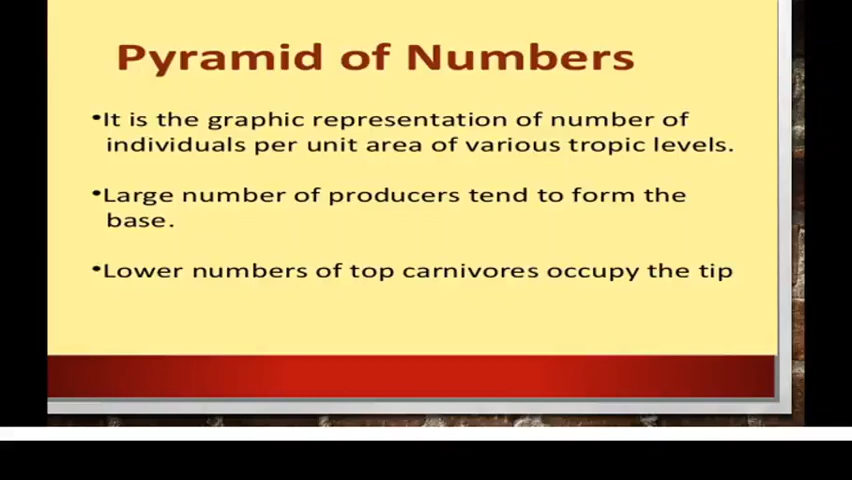 Pyramid of Numbers
•It is the graphic representation of number of
individuals per unit area of various tropic levels.
•Large number of producers tend to form the
base.
•Lower numbers of top carnivores occupy the tip